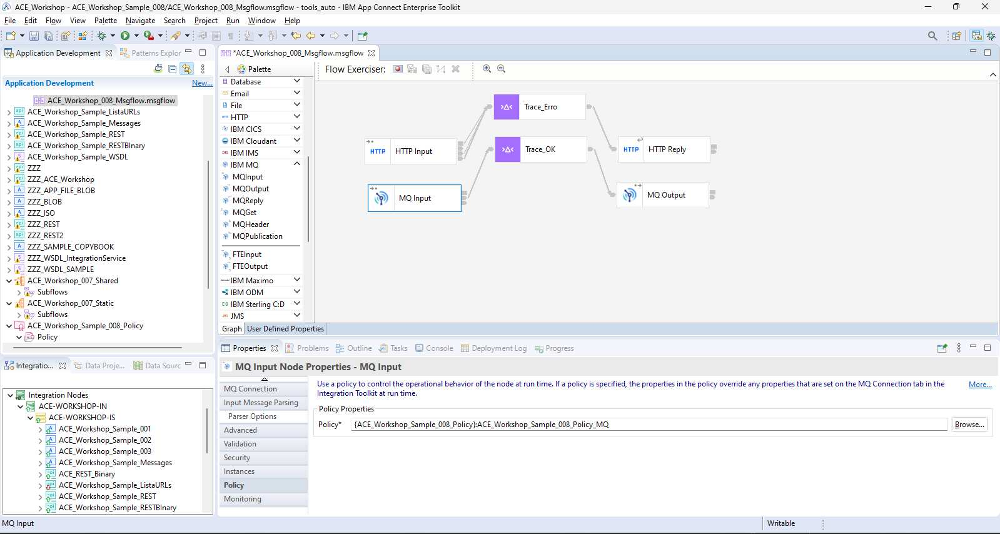 ACE_Workshop - ACE_Workshop_Sample_008/ACE_Workshop_008_Msgflow.msgflow - tools_auto - IBM App Connect Enterprise Toolkit
File Edit Flow View Palette Navigate Search Project Run Window Help
Application Development
Patterns Explor
Application Development
New...
ACE_Workshop_008_Msgflow.msgflow
ACE_Workshop_Sample_ListaURLs
ACE_Workshop_Sample_Messages
ACE_Workshop_Sample_REST
ACE_Workshop_Sample_RESTBInary
ACE_Workshop_Sample_WSDL
ZZZ
ZZZ_ACE_Workshop
ZZZ_APP_FILE_BLOB
ZZZ_BLOB
ZZZ_ISO
ZZZ_REST
ZZZ_REST2
ZZZ_SAMPLE_COPYBOOK
ZZZ_WSDL_IntegrationService
ZZZ_WSDL_SAMPLE
ACE_Workshop_007_Shared
Subflows
ACE_Workshop_007_Static
Subflows
ACE_Workshop_Sample_008_Policy
Policy
*ACE_Workshop_008_Msgflow.msgflow
Palette
Database
Email
File
HTTP
IBM CICS
IBM Cloudant
IBM IMS
IBM MQ
MQInput
MQOutput
MQReply
MQGet
MQHeader
MQPublication
FTEInput
FTEOutput
IBM Maximo
IBM ODM
IBM Sterling C:D
JMS
Flow Exerciser:
Trace_Erro
HTTP HTTP Input
Trace_OK
HTTP HTTP Reply
MQ Input
MQ Output
Graph
User Defined Properties
Integratio...
Data Proje...
Data Sourc
Integration Nodes
ACE-WORKSHOP-IN
ACE-WORKSHOP-IS
ACE_Workshop_Sample_001
ACE_Workshop_Sample_002
ACE_Workshop_Sample_003
ACE_Workshop_Sample_Messages
ACE_REST_Binary
ACE_Workshop_Sample_ListaURLs
ACE_Workshop_Sample_REST
ACE_Workshop_Sample_RESTBInary
Properties
Problems
Outline
Tasks
Console
Deployment Log
Progress
MQ Input Node Properties - MQ Input
MQ Connection
Input Message Parsing
Parser Options
Advanced
Validation
Security
Instances
Policy
Monitoring
Use a policy to control the operational behavior of the node at run time. If a policy is specified, the properties in the policy override any properties that are set on the MQ Connection tab in the
Integration Toolkit at run time.
More...
Policy Properties
Policy* {ACE_Workshop_Sample_008_Policy}:ACE_Workshop_Sample_008_Policy_MQ
Browse...
MQ Input
Writable